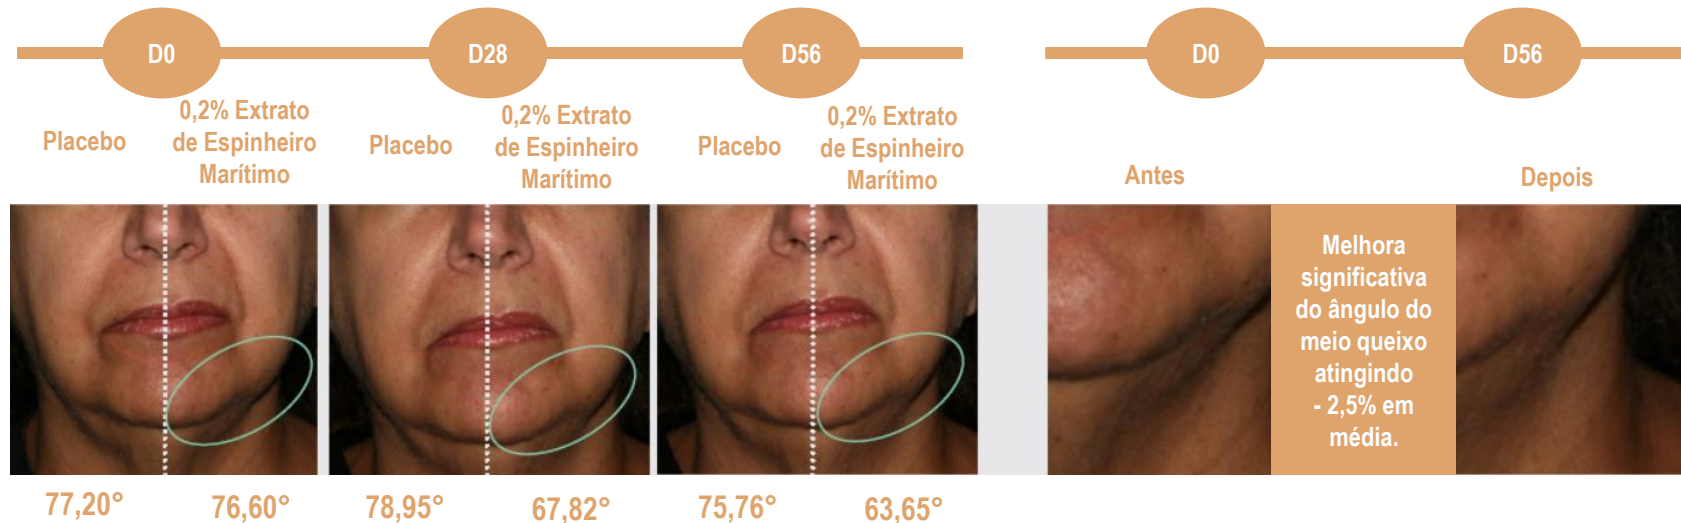 D0
D28
D56
D0
D56
Placebo
0,2% Extrato
de Espinheiro
Marítimo
Placebo
0,2% Extrato
de Espinheiro
Marítimo
Placebo
0,2% Extrato
de Espinheiro
Marítimo
Antes
Depois
Melhora
significativa
do ângulo do
meio queixo
atingindo
- 2,5% em
média.
77,20°
76,60°
78,95°
67,82°
75,76°
63,65°